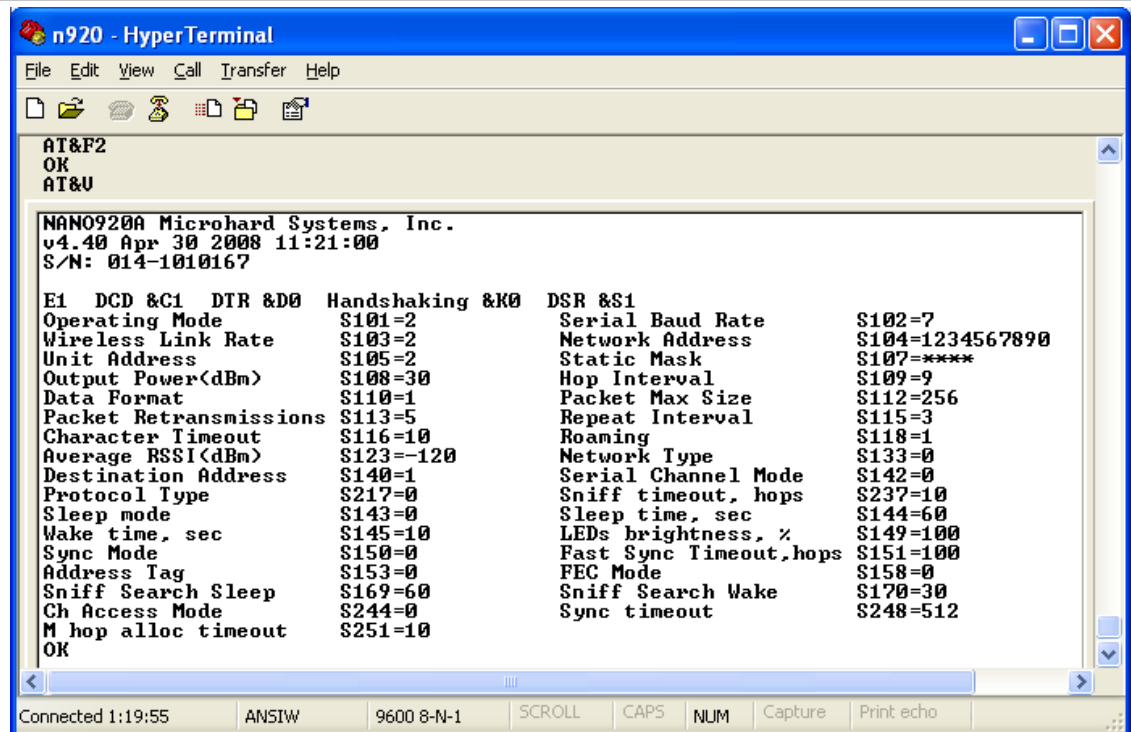 n920 - HyperTerminal
File Edit View Call Transfer Help
AT&F2
OK
AT&V
NANO920A Microhard Systems, Inc.
v4.40 Apr 30 2008 11:21:00
S/N: 014-1010167
E1 DCD &C1 DTR &D0 Handshaking &K0 DSR &S1
Operating Mode S101=2 Serial Baud Rate S102=7
Wireless Link Rate S103=2 Network Address S104=1234567890
Unit Address S105=2 Static Mask S107=****
Output Power(dBm) S108=30 Hop Interval S109=9
Data Format S110=1 Packet Max Size S112=256
Packet Retransmissions S113=5 Repeat Interval S115=3
Character Timeout S116=10 Roaming S118=1
Average RSSI(dBm) S123=-120 Network Type S133=0
Destination Address S140=1 Serial Channel Mode S142=0
Protocol Type S217=0 Sniff timeout, hops S237=10
Sleep mode S143=0 Sleep time, sec S144=60
Wake time, sec S145=10 LEDs brightness, % S149=100
Sync Mode S150=0 Fast Sync Timeout,hops S151=100
Address Tag S153=0 FEC Mode S158=0
Sniff Search Sleep S169=60 Sniff Search Wake S170=30
Ch Access Mode S244=0 Sync timeout S248=512
M hop alloc timeout S251=10
OK
Connected 1:19:55 ANSIW 9600 8-N-1 SCROLL CAPS NUM Capture Print echo